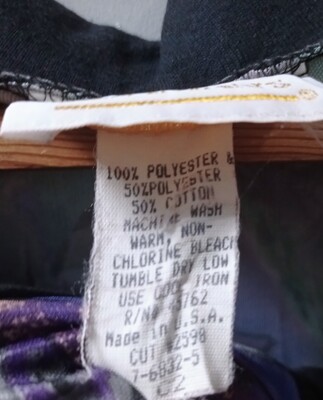 100% POLYESTER &
50%POLYESTER
50% COTTON
MACHINE WASH
WARM, NON-
CHLORINE BLEACH
TUMBLE DRY LOW
USE COOL IRON
R/N
Made in U.S.A.
CUT #2598
7-6832-5